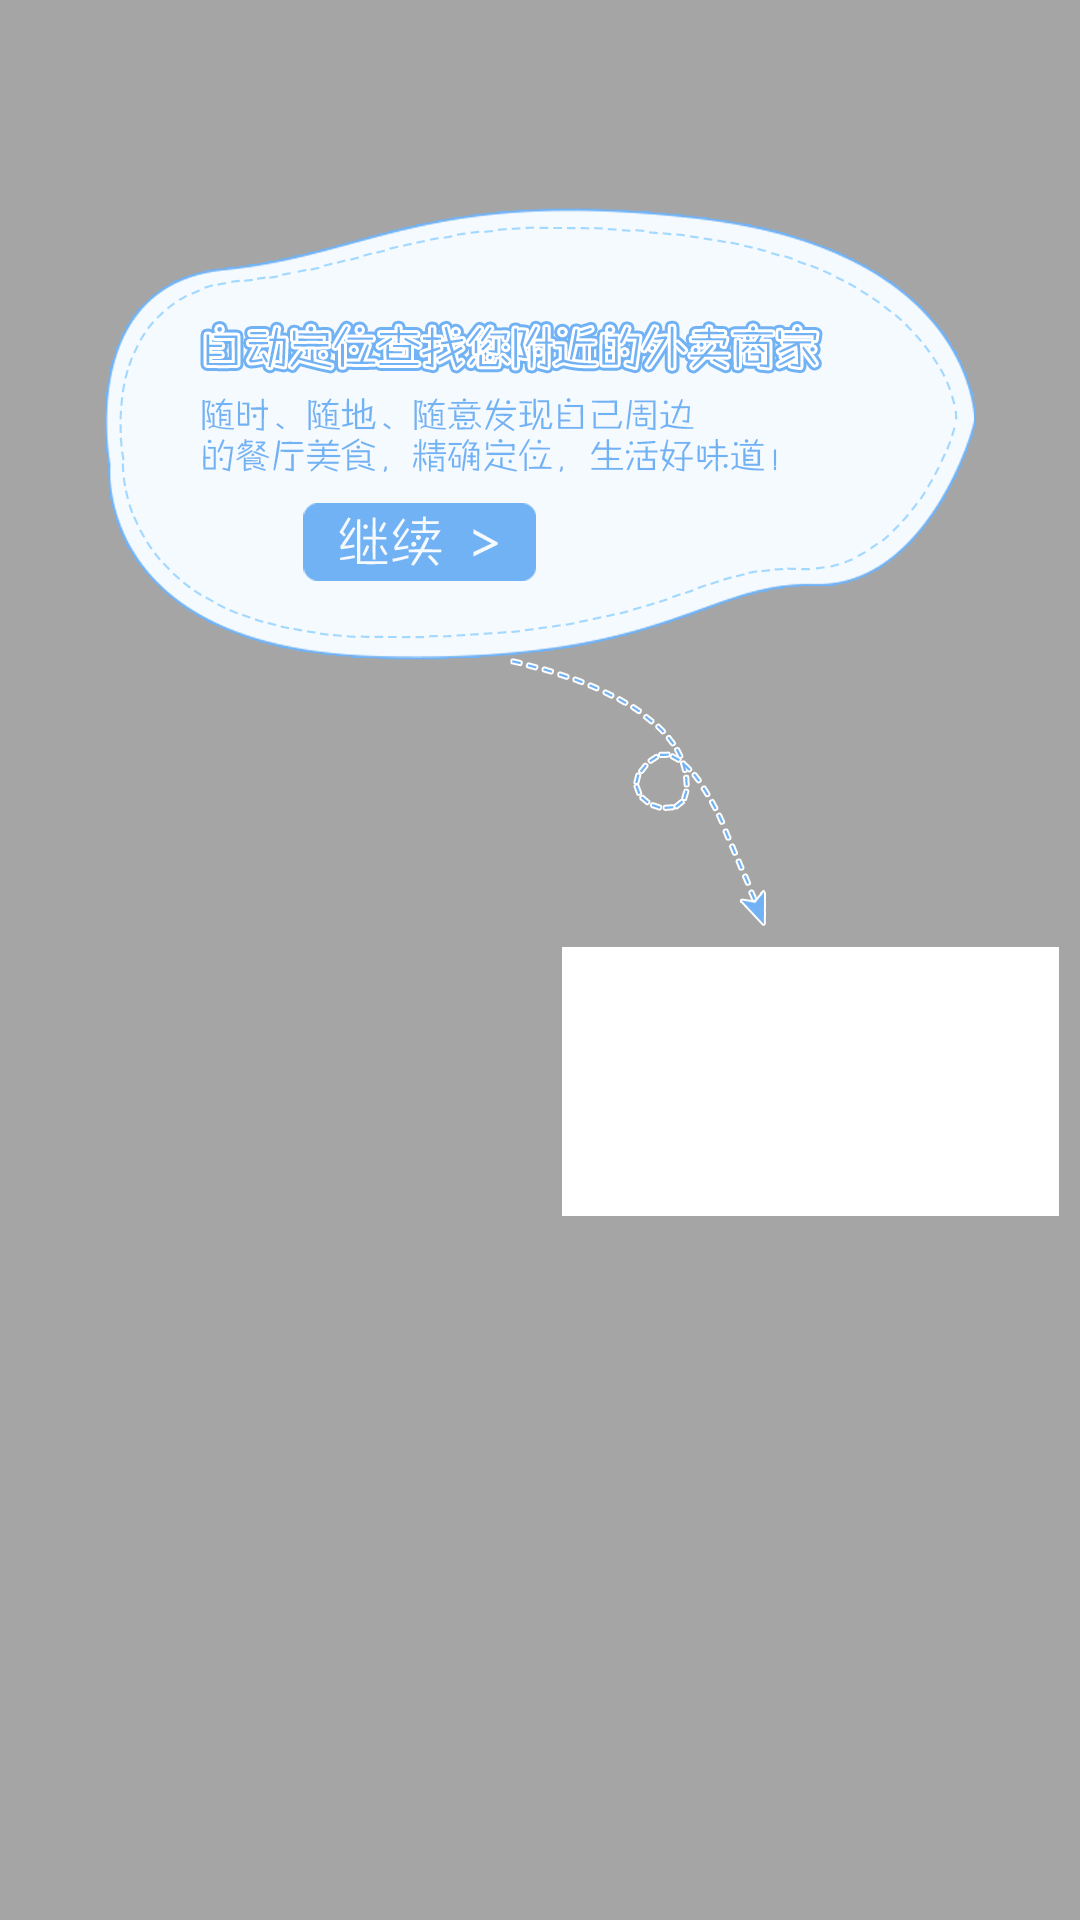 自动定位查找您附近的外卖商家
随时、随地、随意发现自己周边
的餐厅美食，精确定位，生活好味道！
继续 >